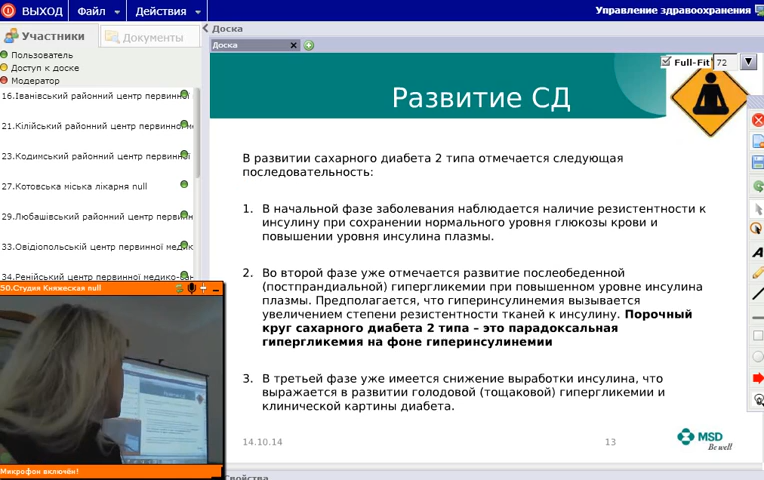 ВЫХОД Файл Действия Управление здравоохранения
Участники Документы
Пользователь
Доступ к доске
Модератор
16.Іванівський районний центр первинної
21.Кілійський районний центр первинної
23.Кодимський районний центр первинної
27.Котовська міська лікарня null
29.Любашівський районний центр первинн
33.Овідіопольській центр первинної медик
34.Ренійський центр первинної медико-сан
50.Студия Княжеская null
Микрофон включён!
Доска
Доска
Full-Fit 72
Развитие СД
В развитии сахарного диабета 2 типа отмечается следующая
последовательность:
1. В начальной фазе заболевания наблюдается наличие резистентности к
инсулину при сохранении нормального уровня глюкозы крови и
повышении уровня инсулина плазмы.
2. Во второй фазе уже отмечается развитие послеобеденной
(постпрандиальной) гипергликемии при повышенном уровне инсулина
плазмы. Предполагается, что гиперинсулинемия вызывается
увеличением степени резистентности тканей к инсулину. Порочный
круг сахарного диабета 2 типа – это парадоксальная
гипергликемия на фоне гиперинсулинемии
3. В третьей фазе уже имеется снижение выработки инсулина, что
выражается в развитии голодовой (тощаковой) гипергликемии и
клинической картины диабета.
14.10.14 13 MSD
Be well
Свойства